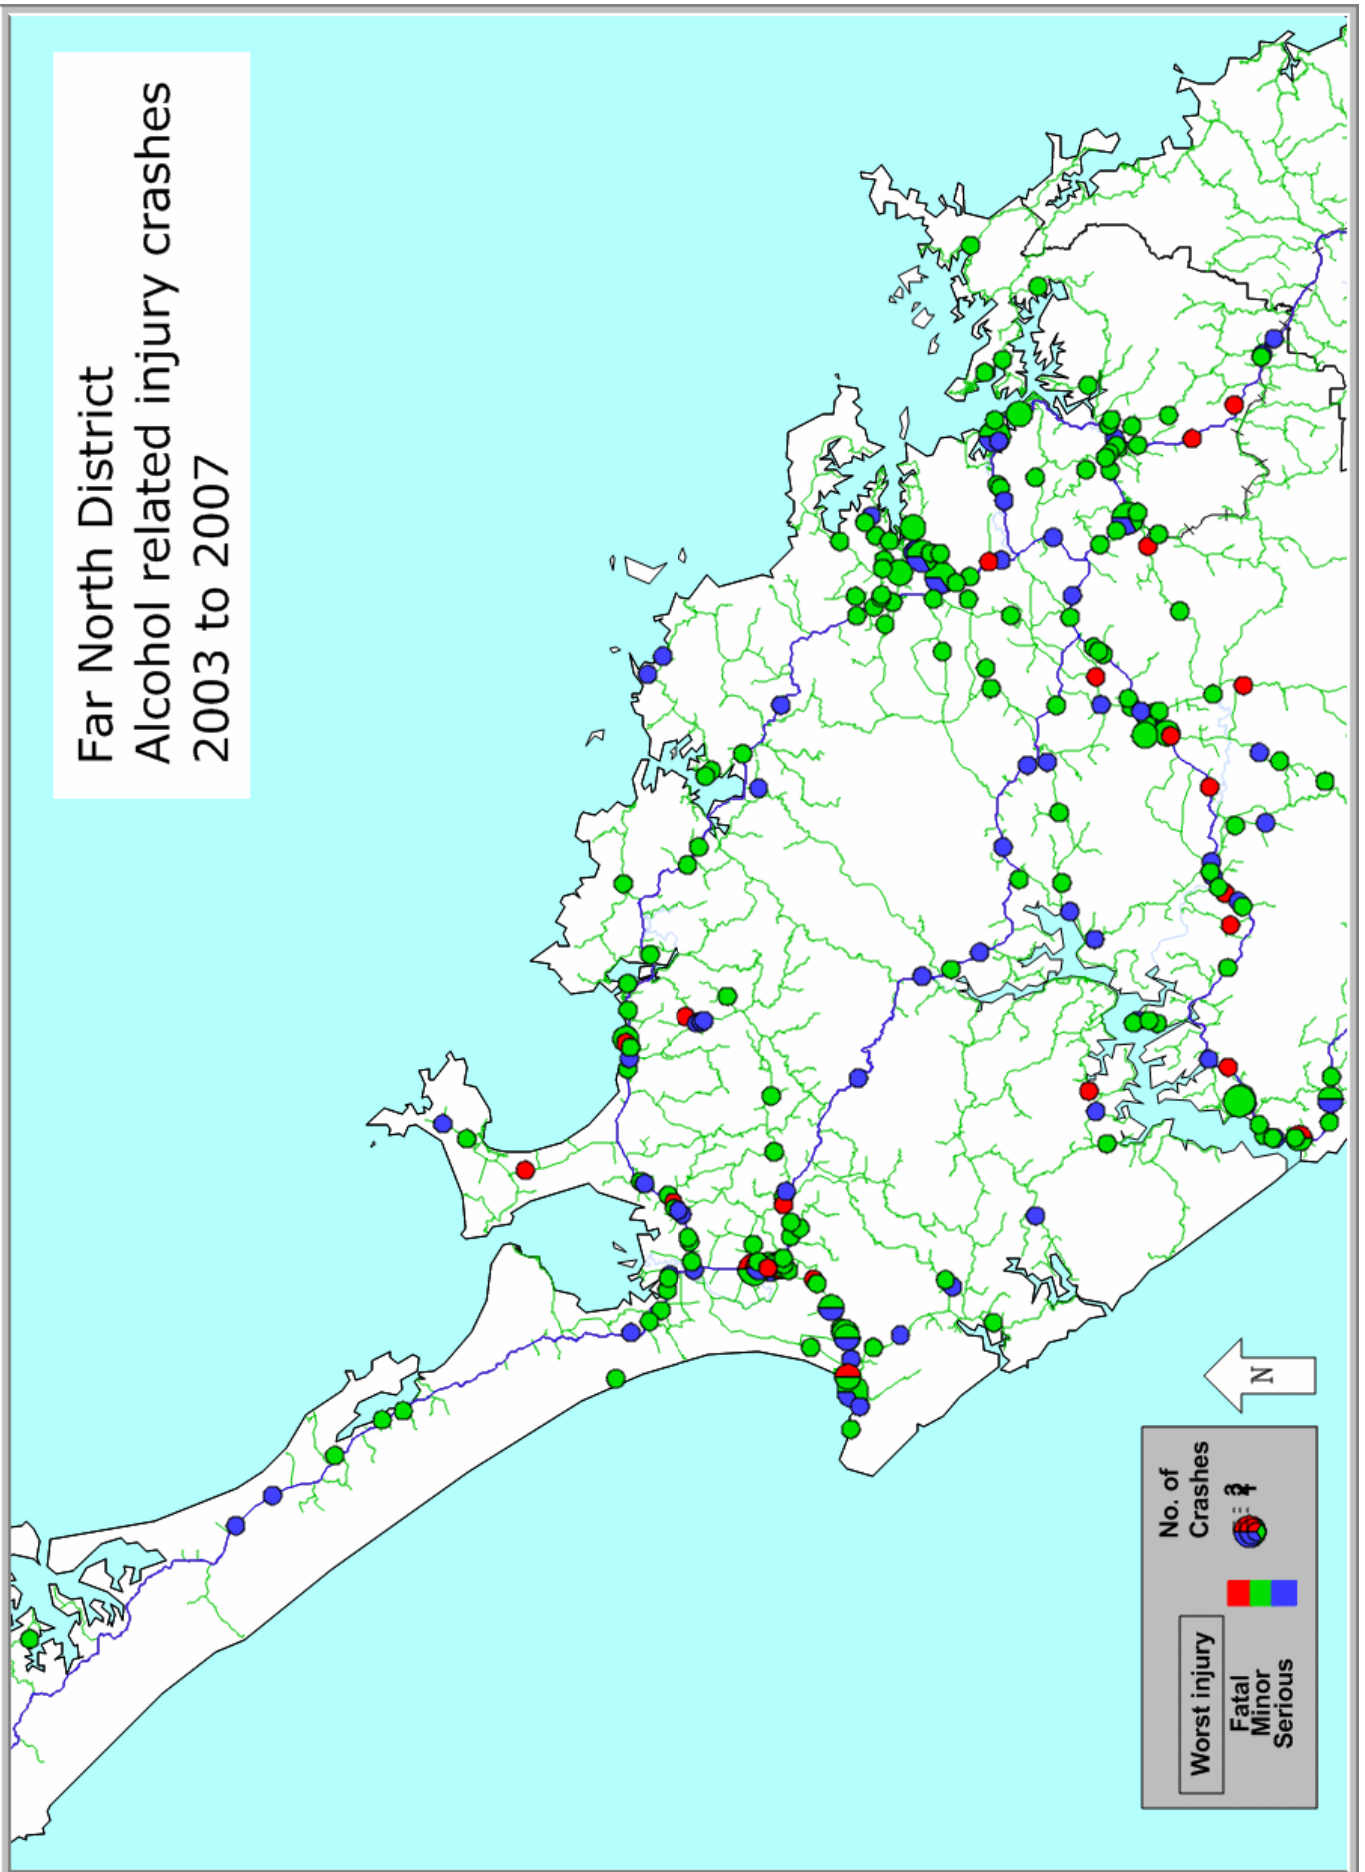 Far North District
Alcohol related injury crashes
2003 to 2007
N
Worst injury
Fatal
Minor
Serious
No. of
Crashes